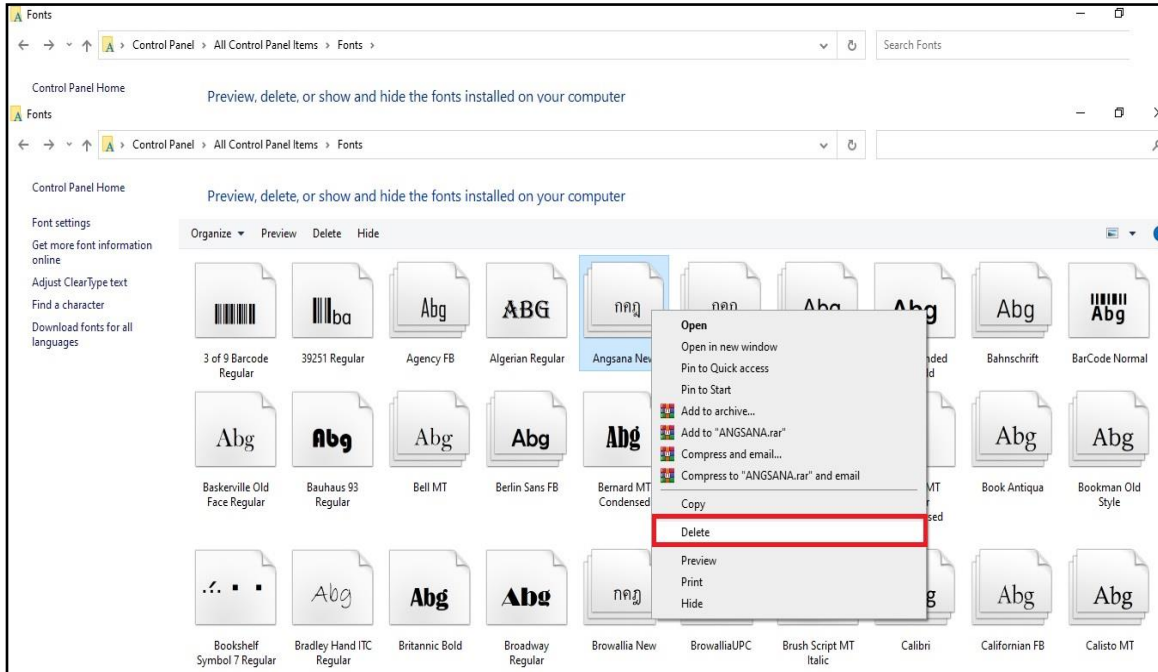 Fonts
Control Panel > All Control Panel Items > Fonts >
Search Fonts
Control Panel Home
Preview, delete, or show and hide the fonts installed on your computer
Fonts
Control Panel > All Control Panel Items > Fonts
Control Panel Home
Preview, delete, or show and hide the fonts installed on your computer
Font settings
Get more font information
online
Adjust ClearType text
Find a character
Download fonts for all
languages
Organize Preview Delete Hide
ba
Abg
ABG
กคฎ
Abg
Abg
3 of 9 Barcode
Regular
39251 Regular
Agency FB
Algerian Regular
Angsana New
Bahnschrift
BarCode Normal
Open
Open in new window
Pin to Quick access
Pin to Start
Add to archive...
Add to "ANGSANA.rar"
Compress and email...
Compress to "ANGSANA.rar" and email
Copy
Delete
Preview
Print
Hide
Abg
Abg
Abg
Abg
Abg
Abg
Abg
Baskerville Old
Face Regular
Bauhaus 93
Regular
Bell MT
Berlin Sans FB
Bernard MT
Condensed
Book Antiqua
Bookman Old
Style
Abg
Abg
Abg
กคฎ
Abg
Abg
Bookshelf
Symbol 7 Regular
Bradley Hand ITC
Regular
Britannic Bold
Broadway
Regular
Browallia New
BrowalliaUPC
Brush Script MT
Italic
Calibri
Californian FB
Calisto MT